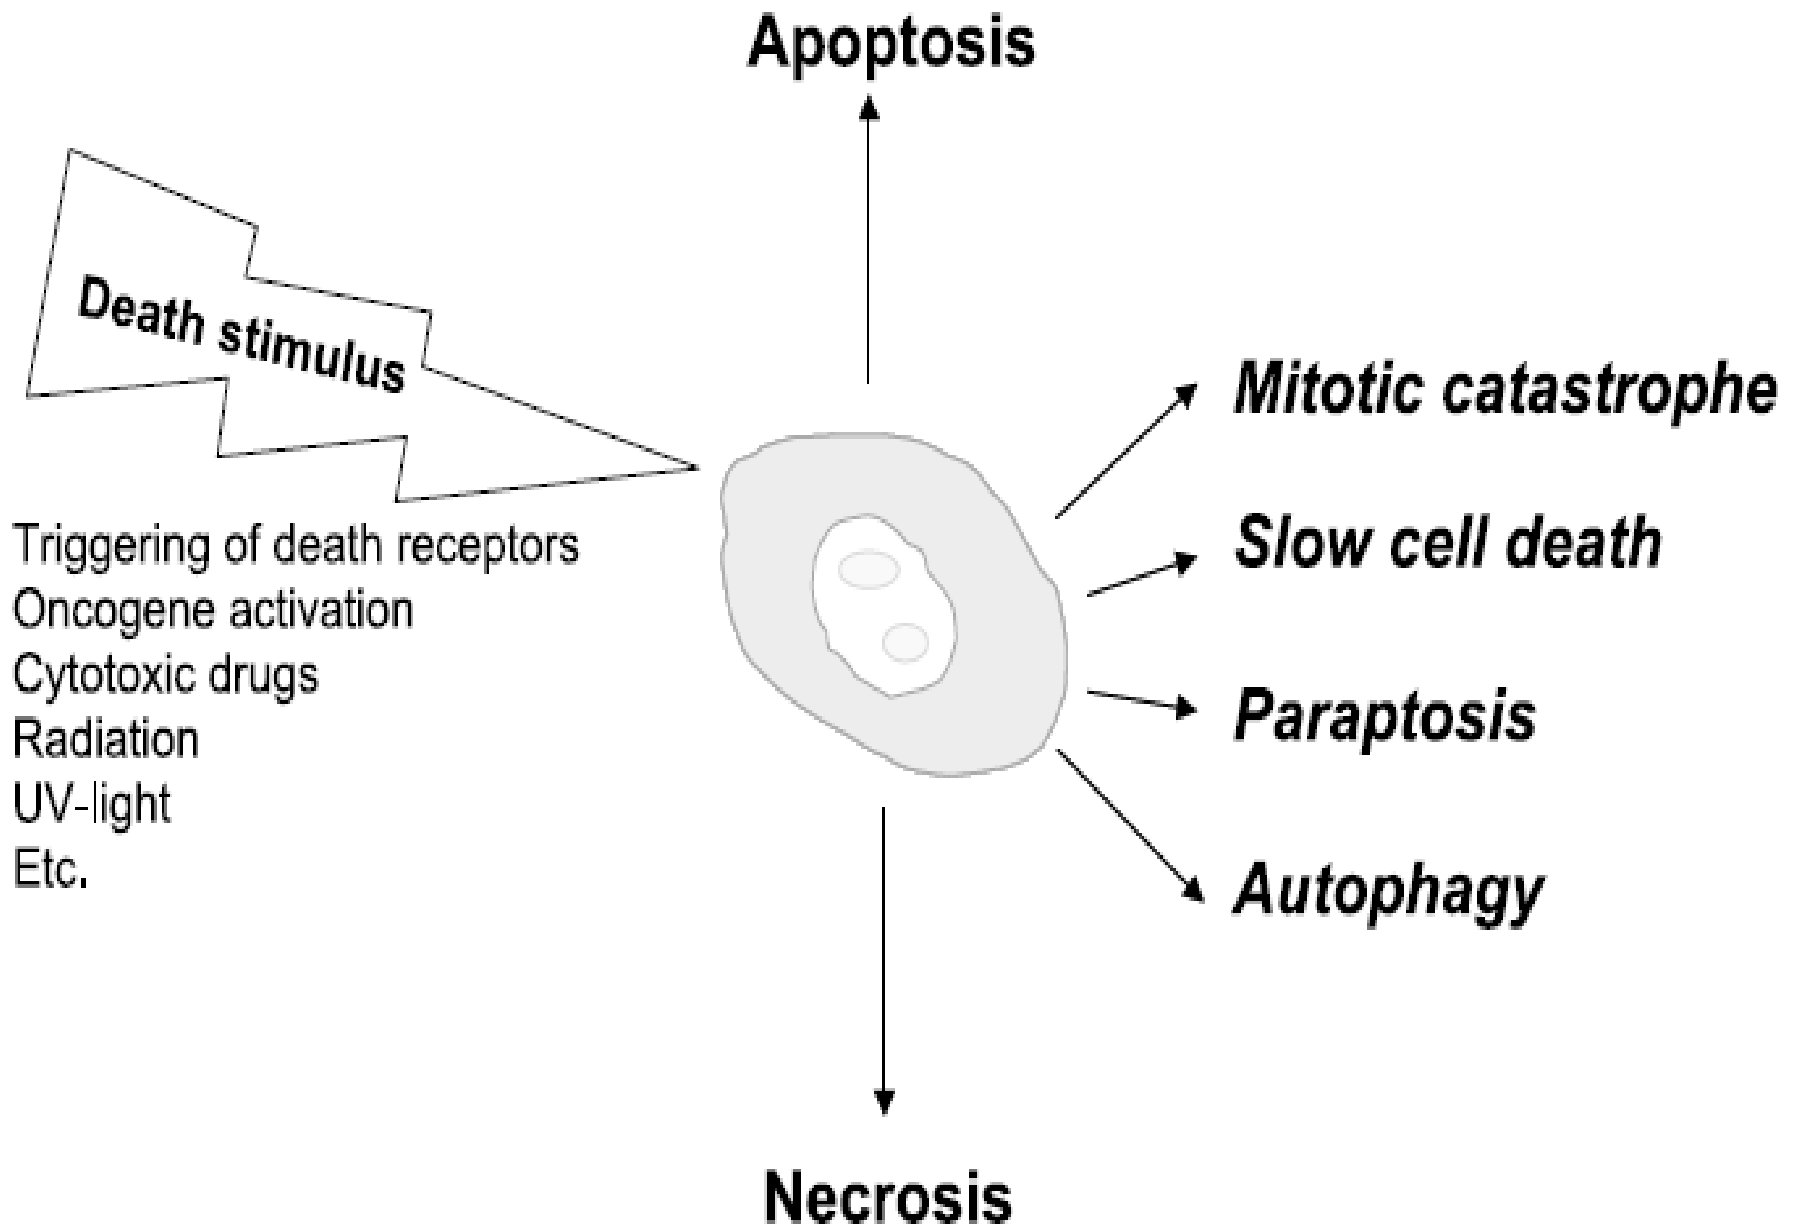 Apoptosis
Death stimulus
Triggering of death receptors
Oncogene activation
Cytotoxic drugs
Radiation
UV-light
Etc.
Mitotic catastrophe
Slow cell death
Paraptosis
Autophagy
Necrosis